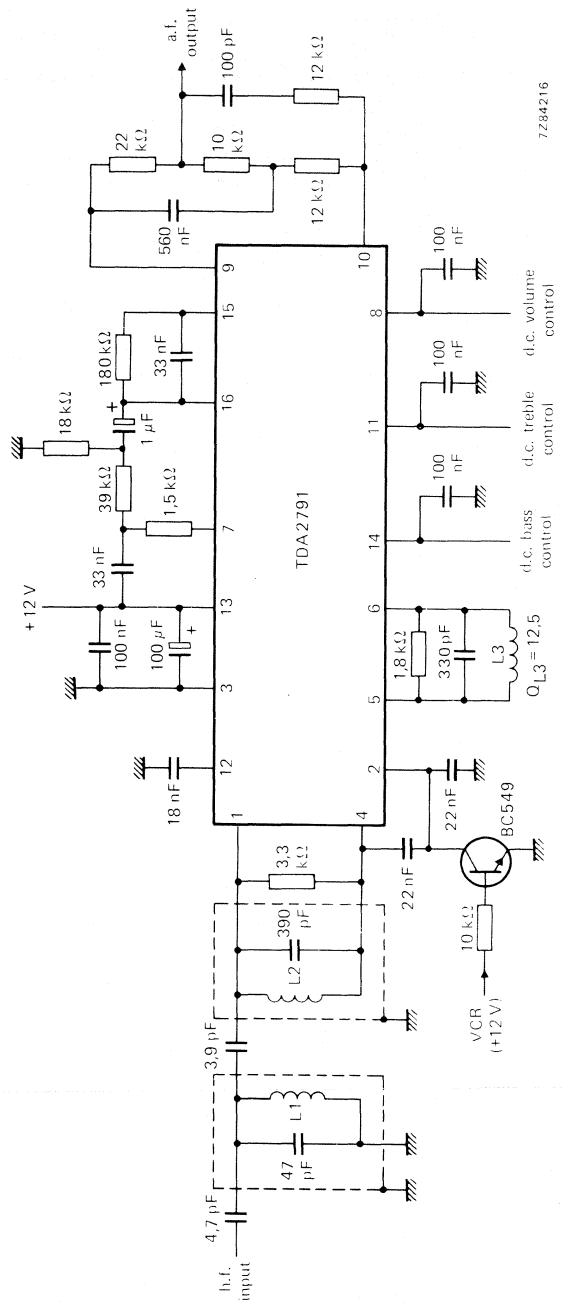 h.f.
input
4,7 pF
47
pF
L1
3,9 pF
L2
390
pF
3,3
kΩ
VCR
(+12 V)
10 kΩ
BC549
22 nF
22 nF
1
4
2
12
18 nF
3
13
100 nF
100 µF
+
+12 V
33 nF
7
1,5 kΩ
39 kΩ
18 kΩ
1 µF
+
16
180 kΩ
33 nF
15
9
560
nF
22
kΩ
10
kΩ
12 kΩ
a.f.
output
100 pF
12 kΩ
10
TDA2791
5
6
1,8 kΩ
330 pF
L3
QL3 = 12,5
14
100
nF
d.c. bass
control
11
100
nF
d.c. treble
control
8
100
nF
d.c. volume
control
7Z84216